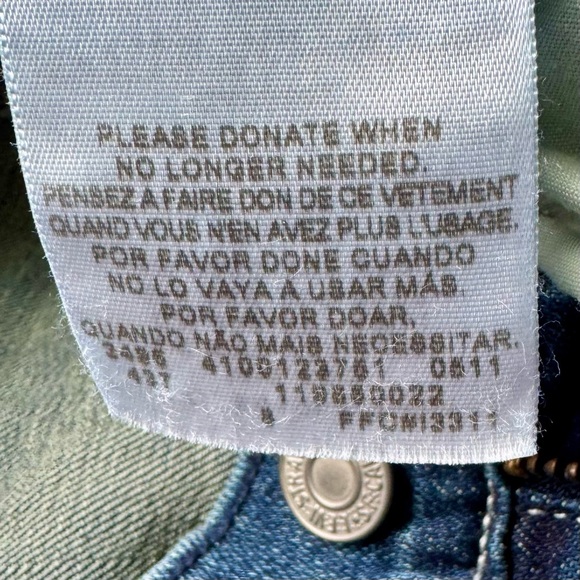 PLEASE DONATE WHEN
NO LONGER NEEDED.
PENSEZ A FAIRE DON DE CE VETEMENT
QUAND VOUS N'EN AVEZ PLUS L'USAGE.
POR FAVOR DONE CUANDO
NO LO VAYA A USAR MÁS.
POR FAVOR DOAR,
QUANDO NÃO MAIS NECESSITAR.
0511